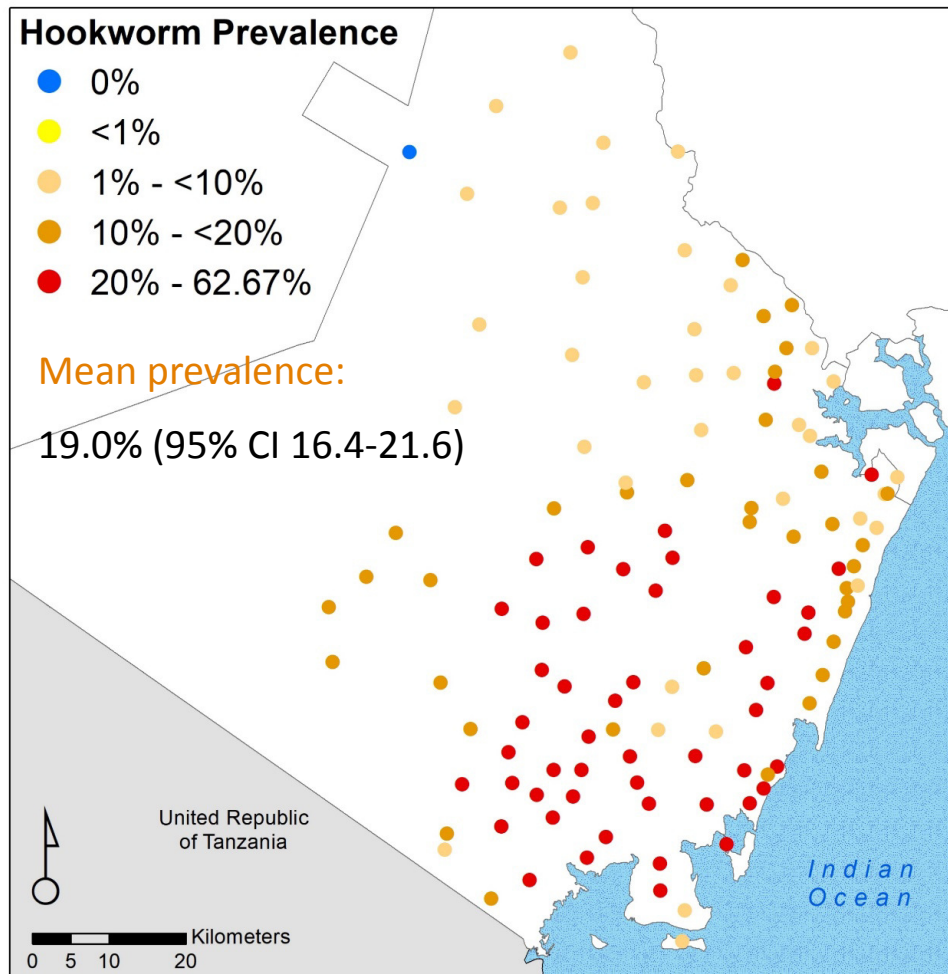 Hookworm Prevalence
0%
<1%
1% - <10%
10% - <20%
20% - 62.67%
Mean prevalence:
19.0% (95% CI 16.4-21.6)
United Republic
of Tanzania
Indian
Ocean
Kilometers
0 5 10 20